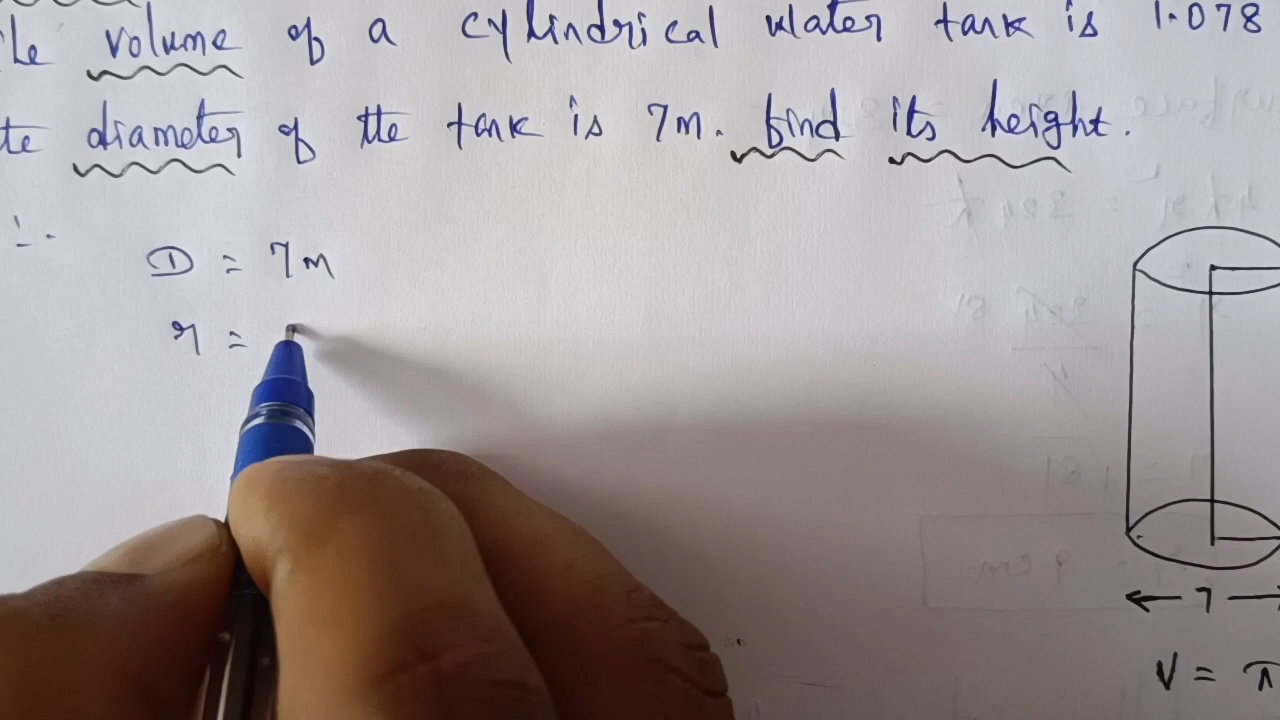 volume of a cylindrical water tank is 1.078
diameter of the tank is 7m. find its height.
D = 7m
r =
7
V = π